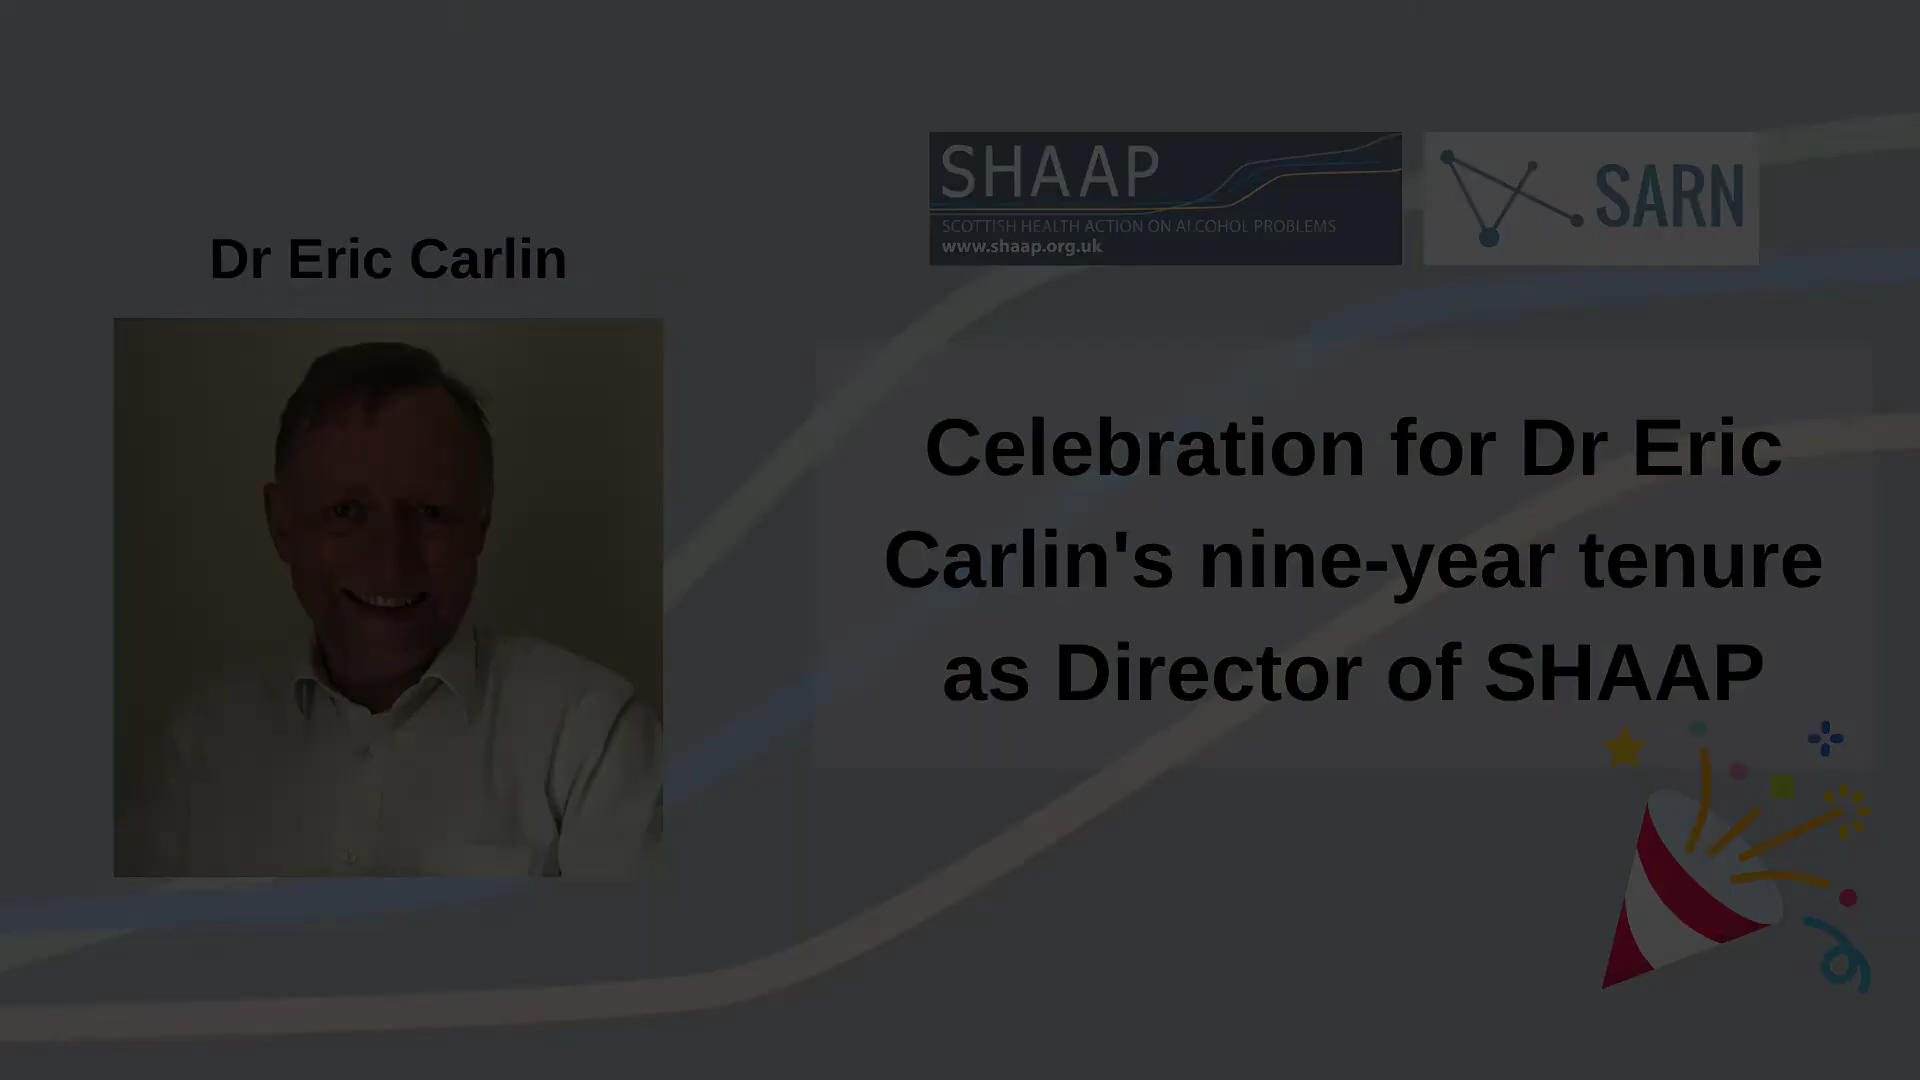 Dr Eric Carlin
SHAAP
SCOTTISH HEALTH ACTION ON ALCOHOL PROBLEMS
www.shaap.org.uk
SARN
Celebration for Dr Eric
Carlin's nine-year tenure
as Director of SHAAP